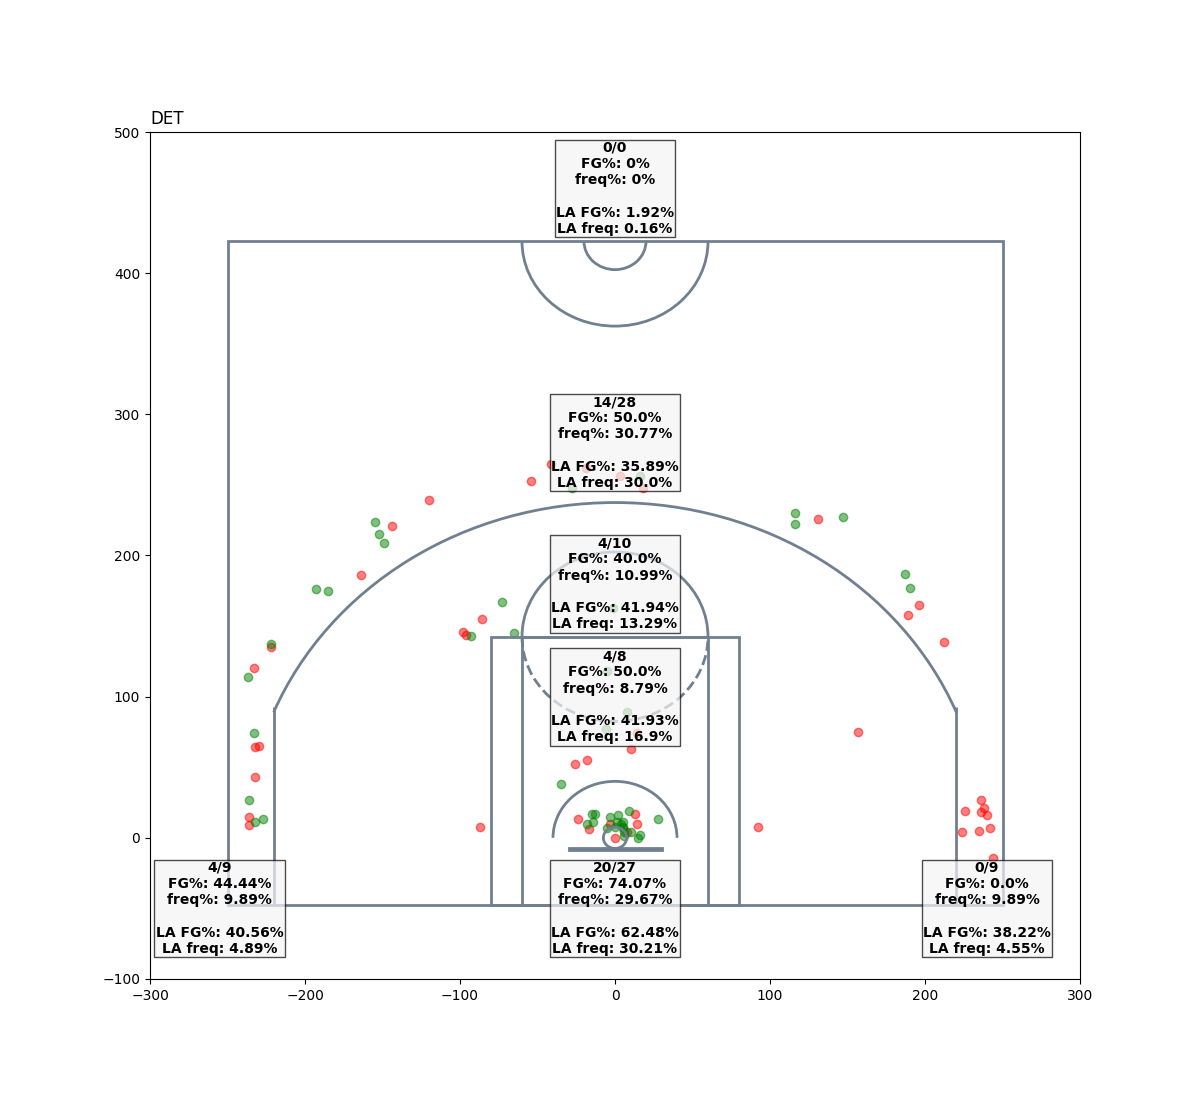 DET
500
0/0
FG%: 0%
freq%: 0%
LA FG%: 1.92%
LA freq: 0.16%
400
300
14/28
FG%: 50.0%
freq%: 30.77%
LA FG%: 35.89%
LA freq: 30.0%
200
4/10
FG%: 40.0%
freq%: 10.99%
LA FG%: 41.94%
LA freq: 13.29%
4/8
FG%: 50.0%
freq%: 8.79%
LA FG%: 41.93%
LA freq: 16.9%
100
0
4/9
FG%: 44.44%
freq%: 9.89%
LA FG%: 40.56%
LA freq: 4.89%
20/27
FG%: 74.07%
freq%: 29.67%
LA FG%: 62.48%
LA freq: 30.21%
0/9
FG%: 0.0%
freq%: 9.89%
LA FG%: 38.22%
LA freq: 4.55%
−100
−300 −200 −100 0 100 200 300